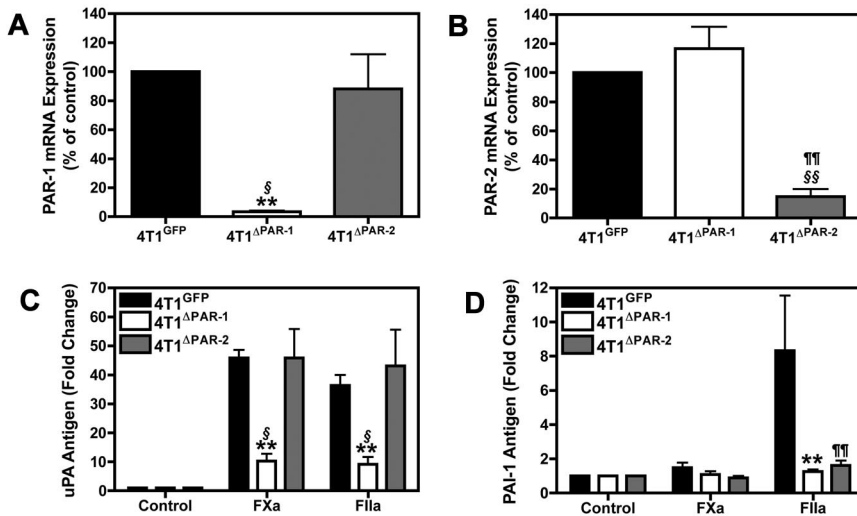 A
PAR-1 mRNA Expression
(% of control)
140
120
100
80
60
40
20
0
§
**
4T1GFP
4T1ΔPAR-1
4T1ΔPAR-2
B
PAR-2 mRNA Expression
(% of control)
140
120
100
80
60
40
20
0
¶¶
§§
4T1GFP
4T1ΔPAR-1
4T1ΔPAR-2
C
uPA Antigen (Fold Change)
70
60
50
40
30
20
10
0
4T1GFP
4T1ΔPAR-1
4T1ΔPAR-2
§
**
§
**
Control
FXa
FIIa
D
PAI-1 Antigen (Fold Change)
12
10
8
6
4
2
0
4T1GFP
4T1ΔPAR-1
4T1ΔPAR-2
**
¶¶
Control
FXa
FIIa